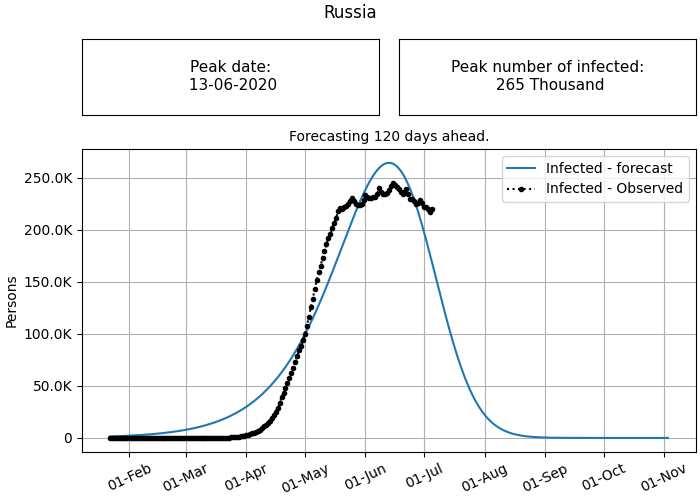 Russia
Peak date:
13-06-2020
Peak number of infected:
265 Thousand
Forecasting 120 days ahead.
Infected - forecast
Infected - Observed
Persons
250.0K
200.0K
150.0K
100.0K
50.0K
0
01-Feb
01-Mar
01-Apr
01-May
01-Jun
01-Jul
01-Aug
01-Sep
01-Oct
01-Nov